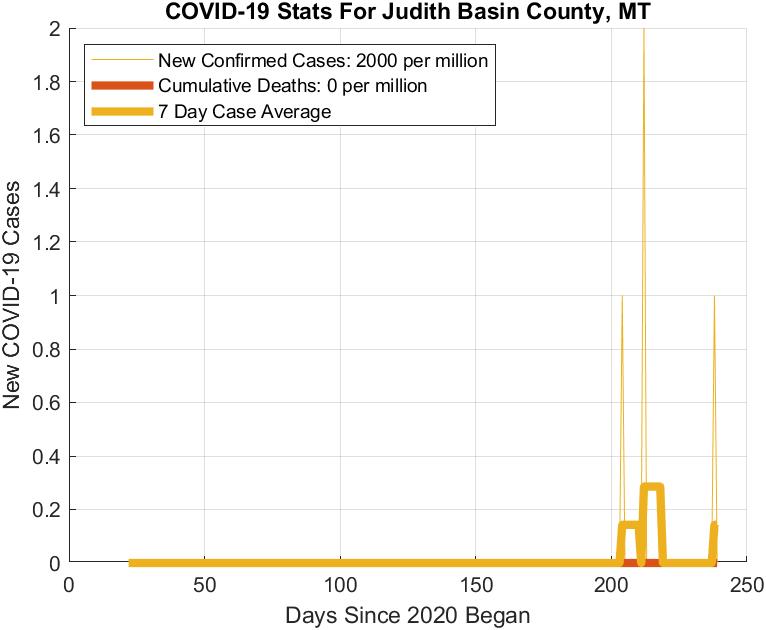 COVID-19 Stats For Judith Basin County, MT
New Confirmed Cases: 2000 per million
Cumulative Deaths: 0 per million
7 Day Case Average
New COVID-19 Cases
2
1.8
1.6
1.4
1.2
1
0.8
0.6
0.4
0.2
0
0 50 100 150 200 250
Days Since 2020 Began